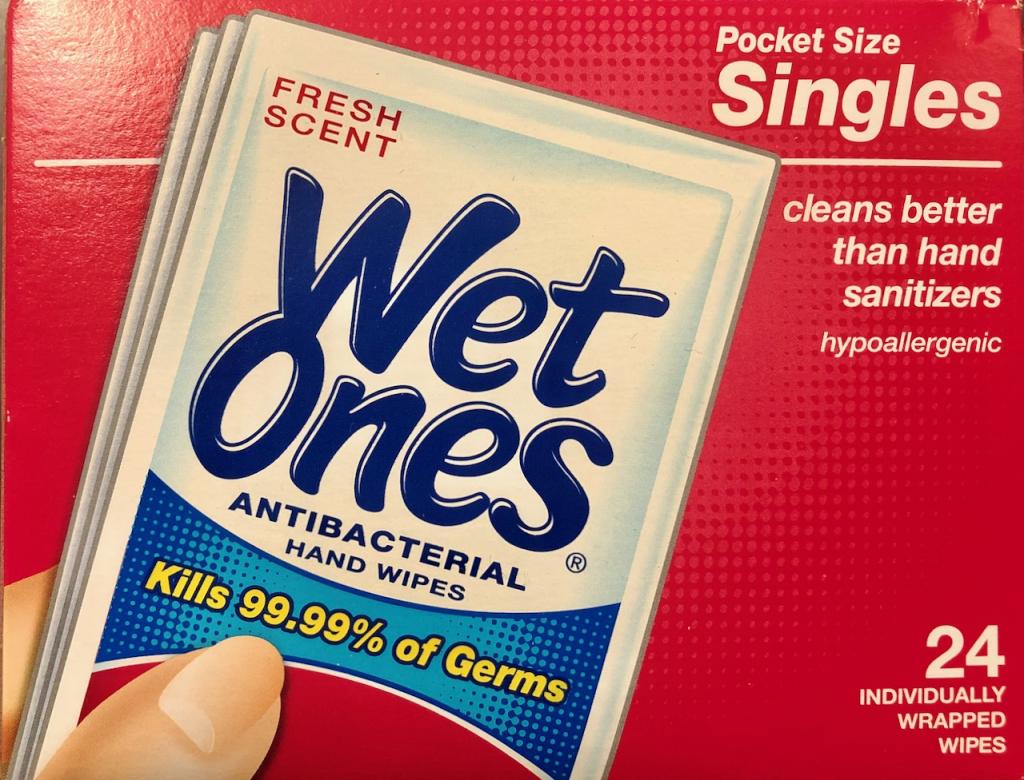 Pocket Size
Singles
cleans better
than hand
sanitizers
hypoallergenic
FRESH
SCENT
Wet
Ones®
ANTIBACTERIAL
HAND WIPES
Kills 99.99% of Germs
24
INDIVIDUALLY
WRAPPED
WIPES